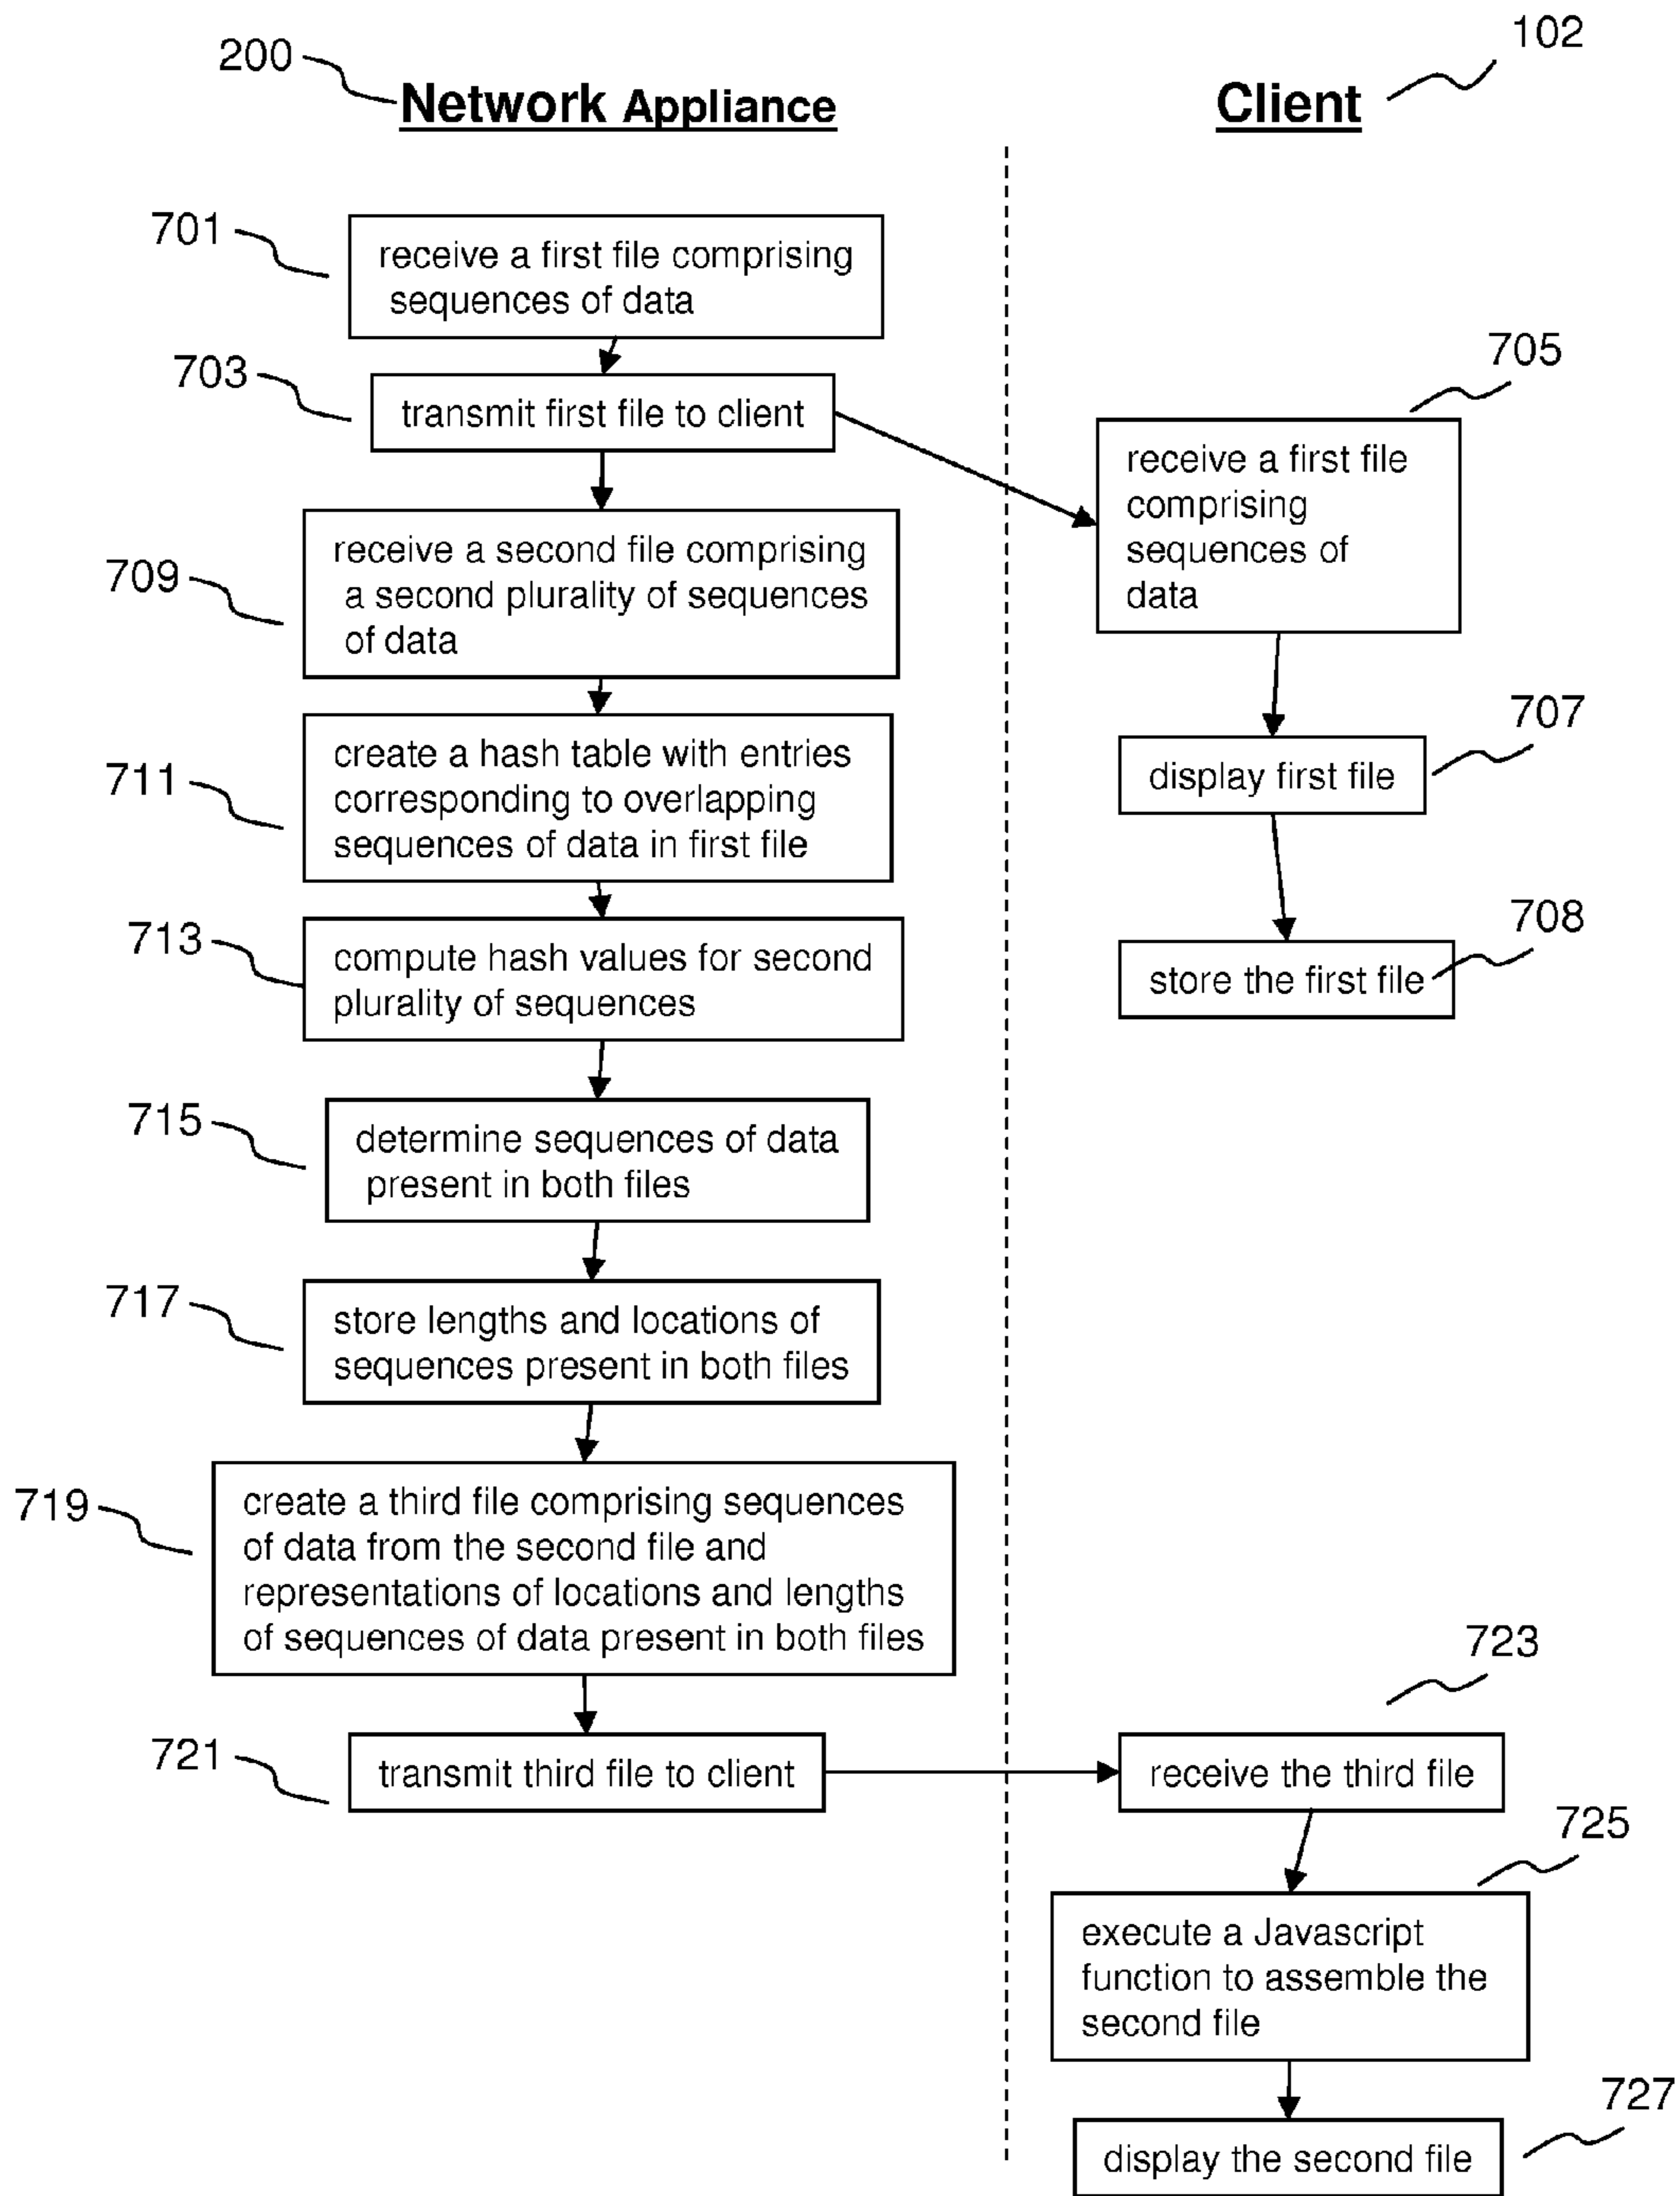 200
102
Network Appliance
Client
701
receive a first file comprising
sequences of data
703
transmit first file to client
705
receive a first file
comprising
sequences of
data
709
receive a second file comprising
a second plurality of sequences
of data
707
display first file
711
create a hash table with entries
corresponding to overlapping
sequences of data in first file
708
store the first file
713
compute hash values for second
plurality of sequences
715
determine sequences of data
present in both files
717
store lengths and locations of
sequences present in both files
719
create a third file comprising sequences
of data from the second file and
representations of locations and lengths
of sequences of data present in both files
721
transmit third file to client
723
receive the third file
725
execute a Javascript
function to assemble the
second file
727
display the second file